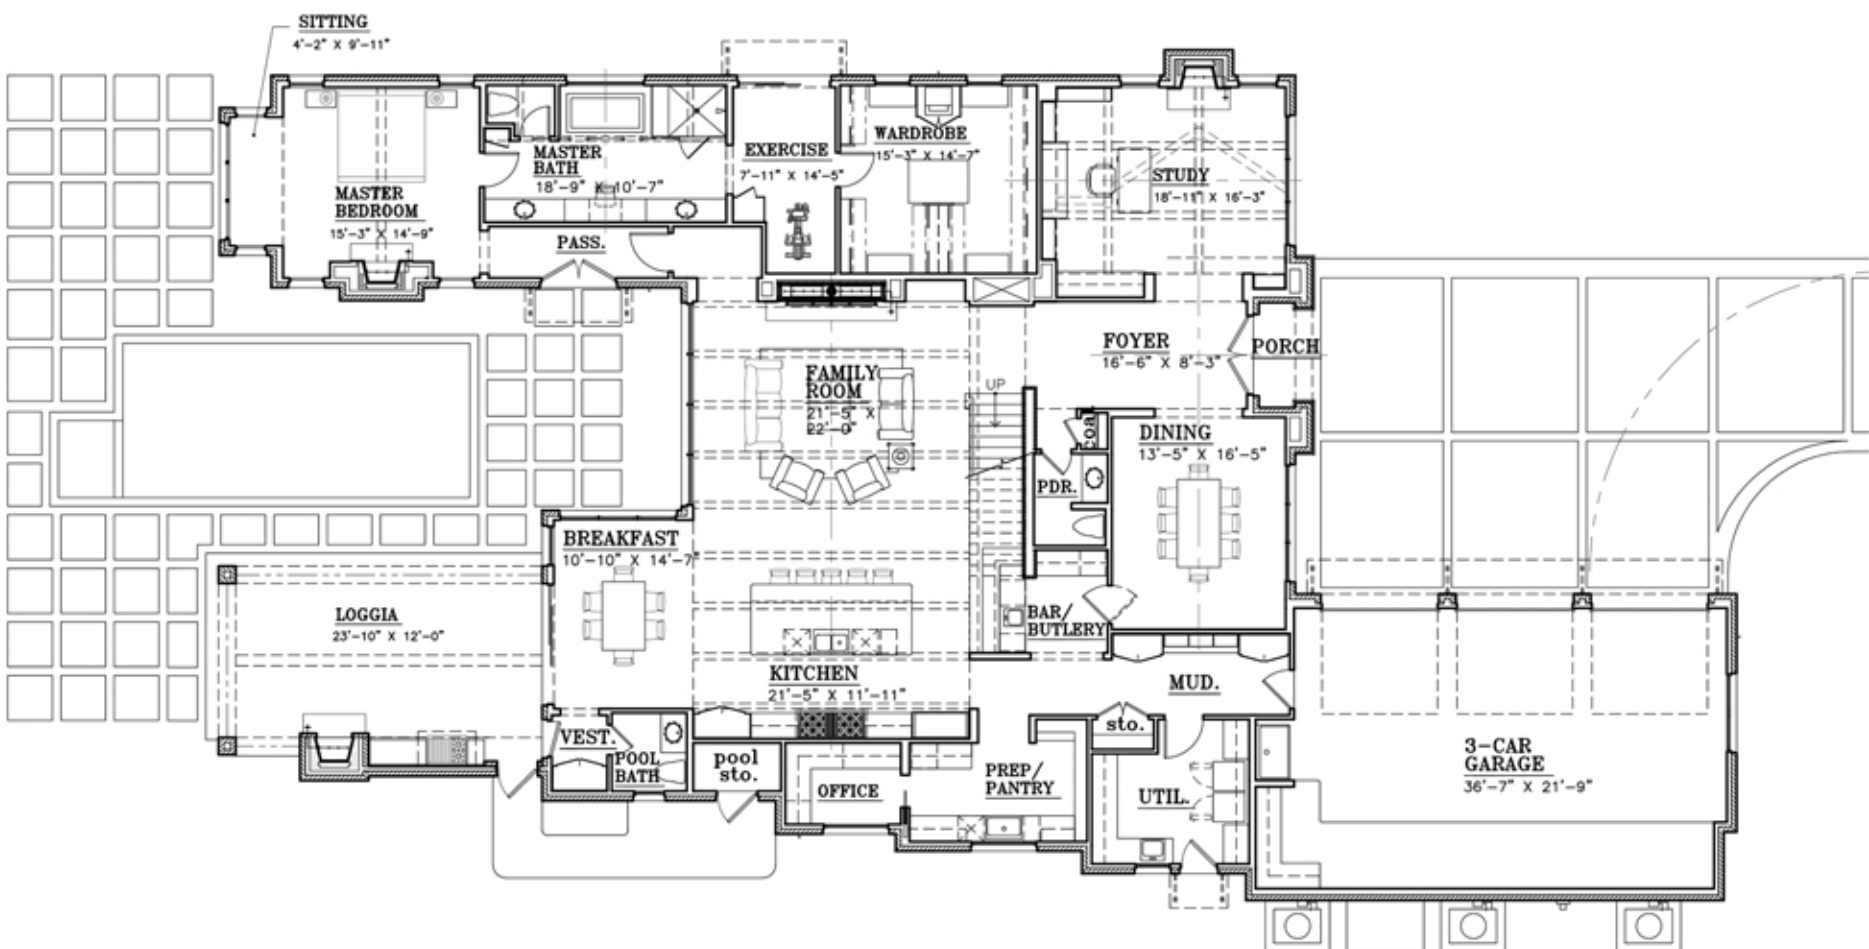 SITTING
4'-2" X 9'-11"
MASTER
BEDROOM
15'-3" X 14'-9"
MASTER
BATH
18'-9" X 10'-7"
PASS.
EXERCISE
7'-11" X 14'-5"
WARDROBE
15'-3" X 14'-7"
STUDY
18'-11" X 16'-3"
FOYER
16'-6" X 8'-3"
PORCH
FAMILY
ROOM
21'-5" X
22'-0"
UP
coat
PDR.
DINING
13'-5" X 16'-5"
BREAKFAST
10'-10" X 14'-7"
LOGGIA
23'-10" X 12'-0"
BAR/
BUTLERY
KITCHEN
21'-5" X 11'-11"
MUD.
sto.
VEST.
POOL
BATH
pool
sto.
OFFICE
PREP/
PANTRY
UTIL.
3-CAR
GARAGE
36'-7" X 21'-9"